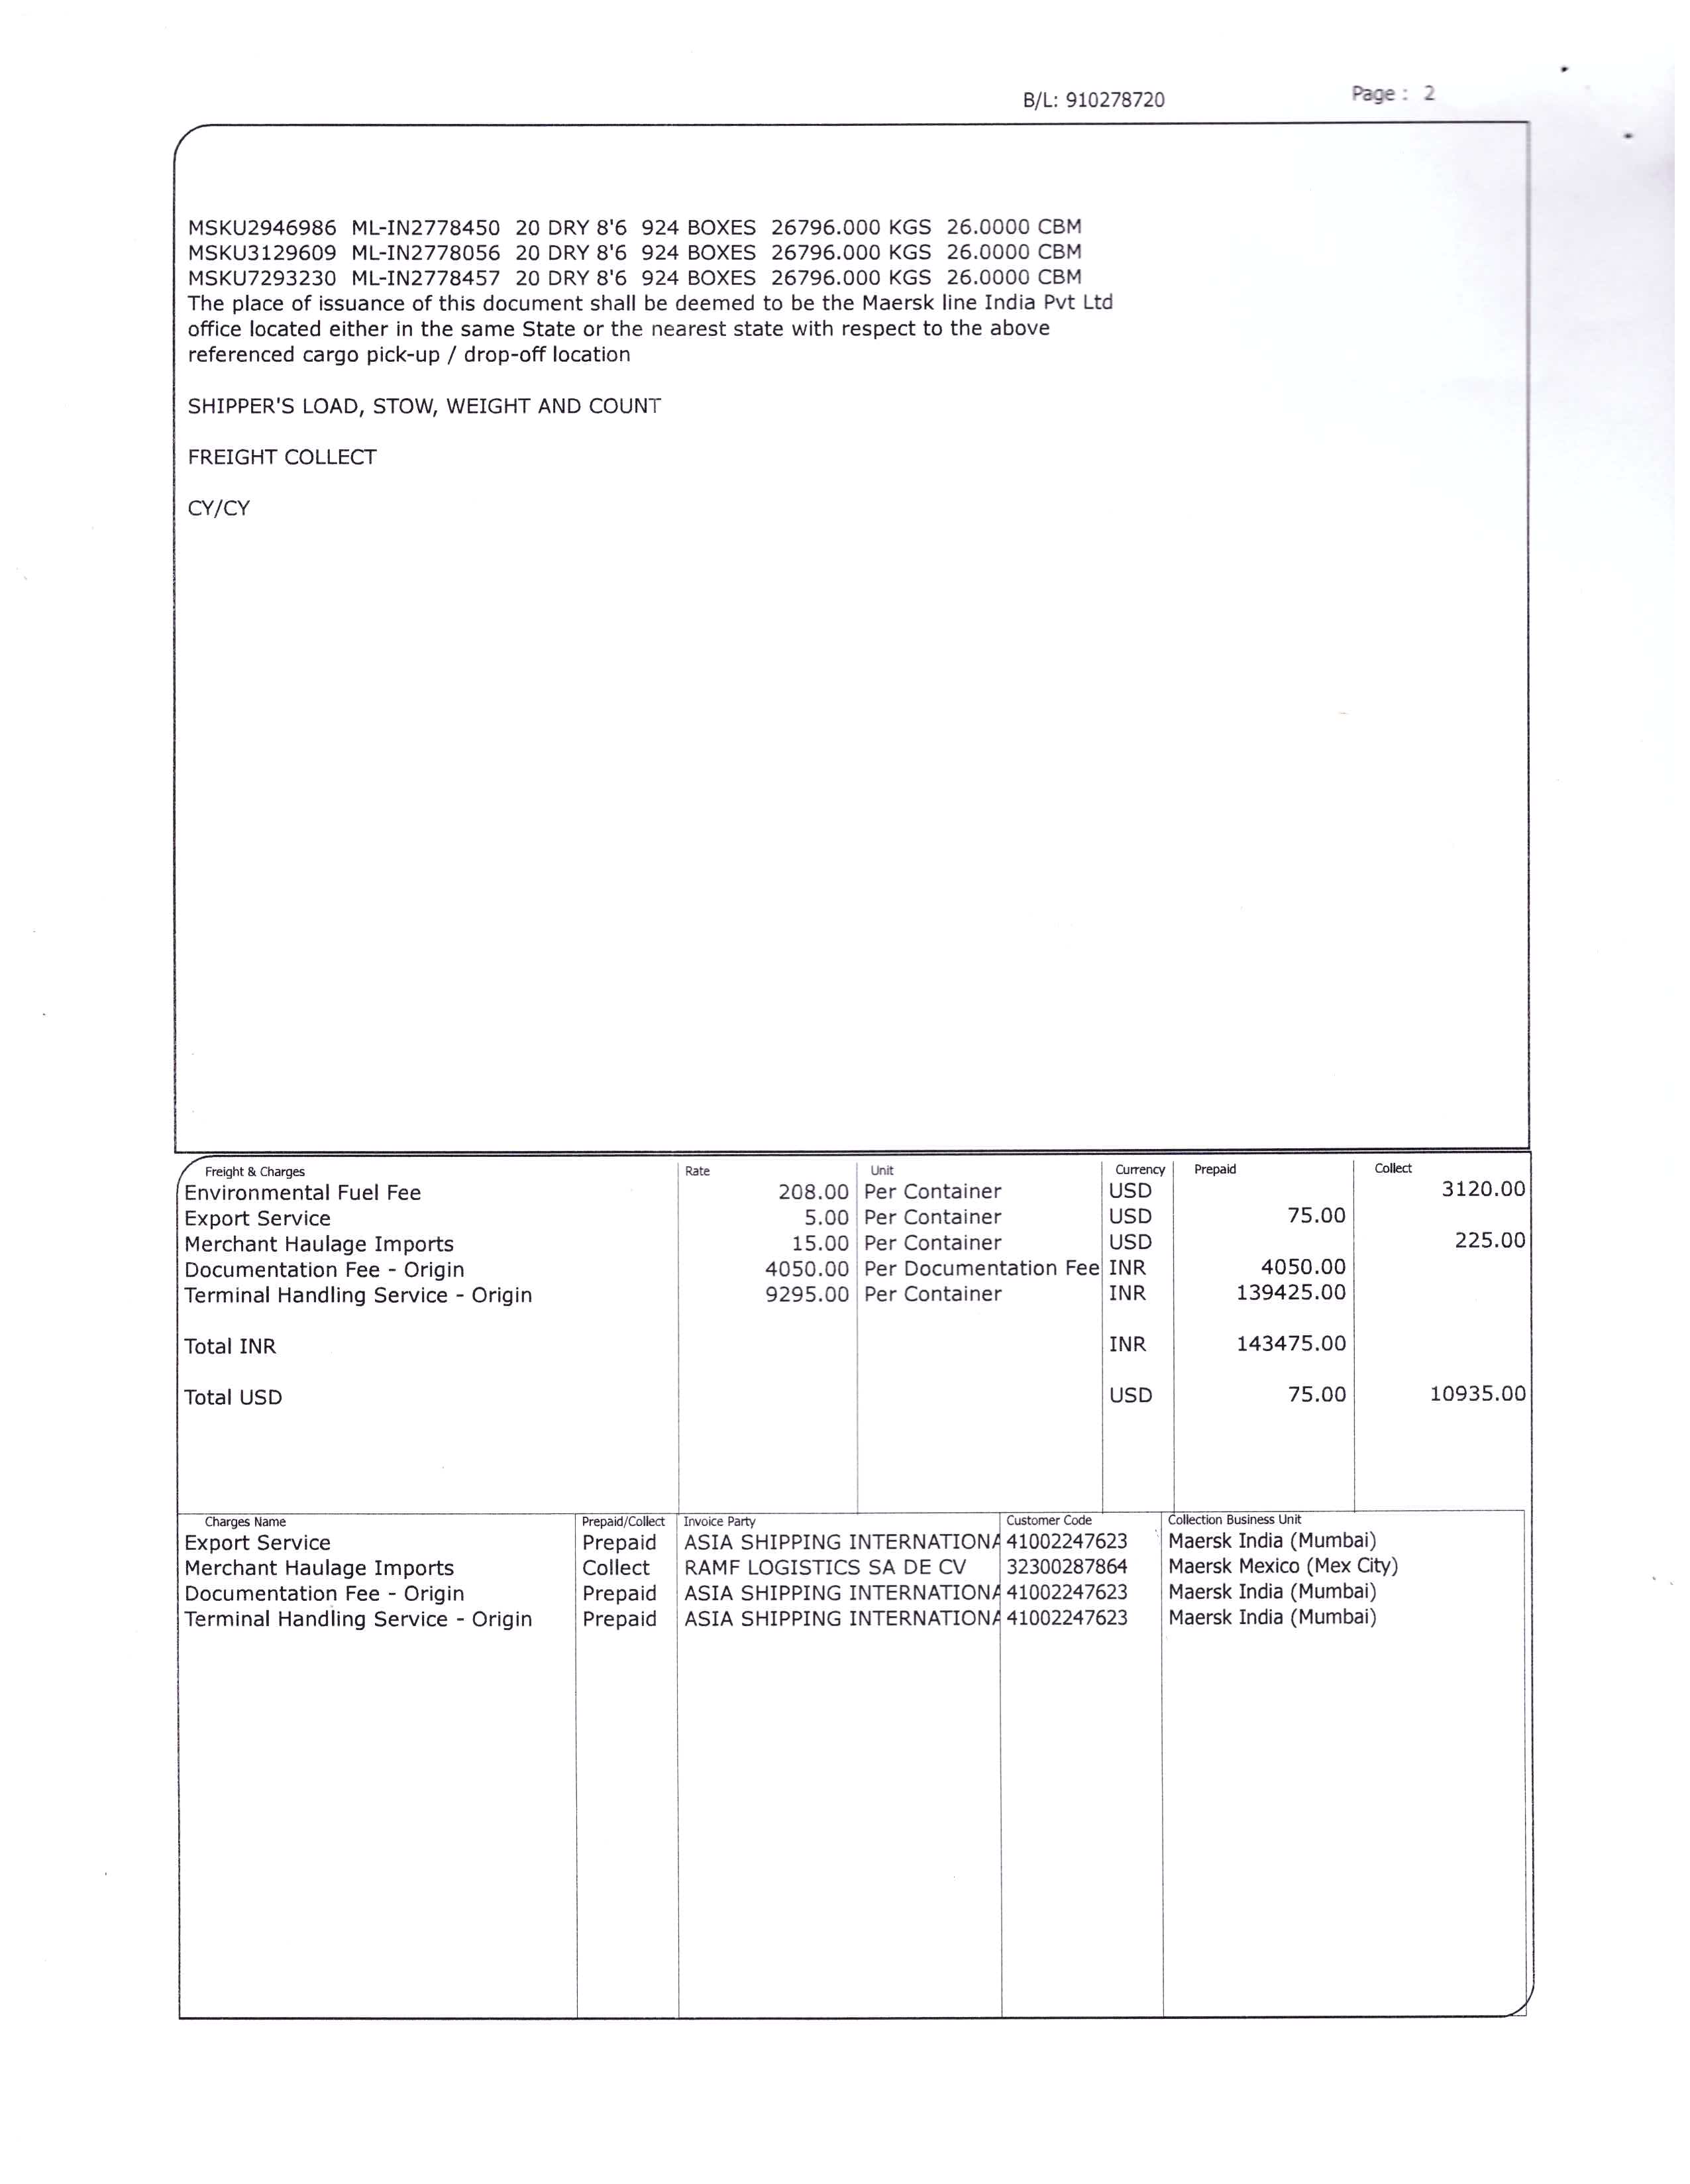 B/L: 910278720 Page : 2
MSKU2946986 ML-IN2778450 20 DRY 8'6 924 BOXES 26796.000 KGS 26.0000 CBM
MSKU3129609 ML-IN2778056 20 DRY 8'6 924 BOXES 26796.000 KGS 26.0000 CBM
MSKU7293230 ML-IN2778457 20 DRY 8'6 924 BOXES 26796.000 KGS 26.0000 CBM
The place of issuance of this document shall be deemed to be the Maersk line India Pvt Ltd
office located either in the same State or the nearest state with respect to the above
referenced cargo pick-up / drop-off location
SHIPPER'S LOAD, STOW, WEIGHT AND COUNT
FREIGHT COLLECT
CY/CY
Freight & Charges Rate Unit Currency Prepaid Collect
Environmental Fuel Fee 208.00 Per Container USD 3120.00
Export Service 5.00 Per Container USD 75.00
Merchant Haulage Imports 15.00 Per Container USD 225.00
Documentation Fee - Origin 4050.00 Per Documentation Fee INR 4050.00
Terminal Handling Service - Origin 9295.00 Per Container INR 139425.00
Total INR INR 143475.00
Total USD USD 75.00 10935.00
Charges Name Prepaid/Collect Invoice Party Customer Code Collection Business Unit
Export Service Prepaid ASIA SHIPPING INTERNATIONA 41002247623 Maersk India (Mumbai)
Merchant Haulage Imports Collect RAMF LOGISTICS SA DE CV 32300287864 Maersk Mexico (Mex City)
Documentation Fee - Origin Prepaid ASIA SHIPPING INTERNATIONA 41002247623 Maersk India (Mumbai)
Terminal Handling Service - Origin Prepaid ASIA SHIPPING INTERNATIONA 41002247623 Maersk India (Mumbai)